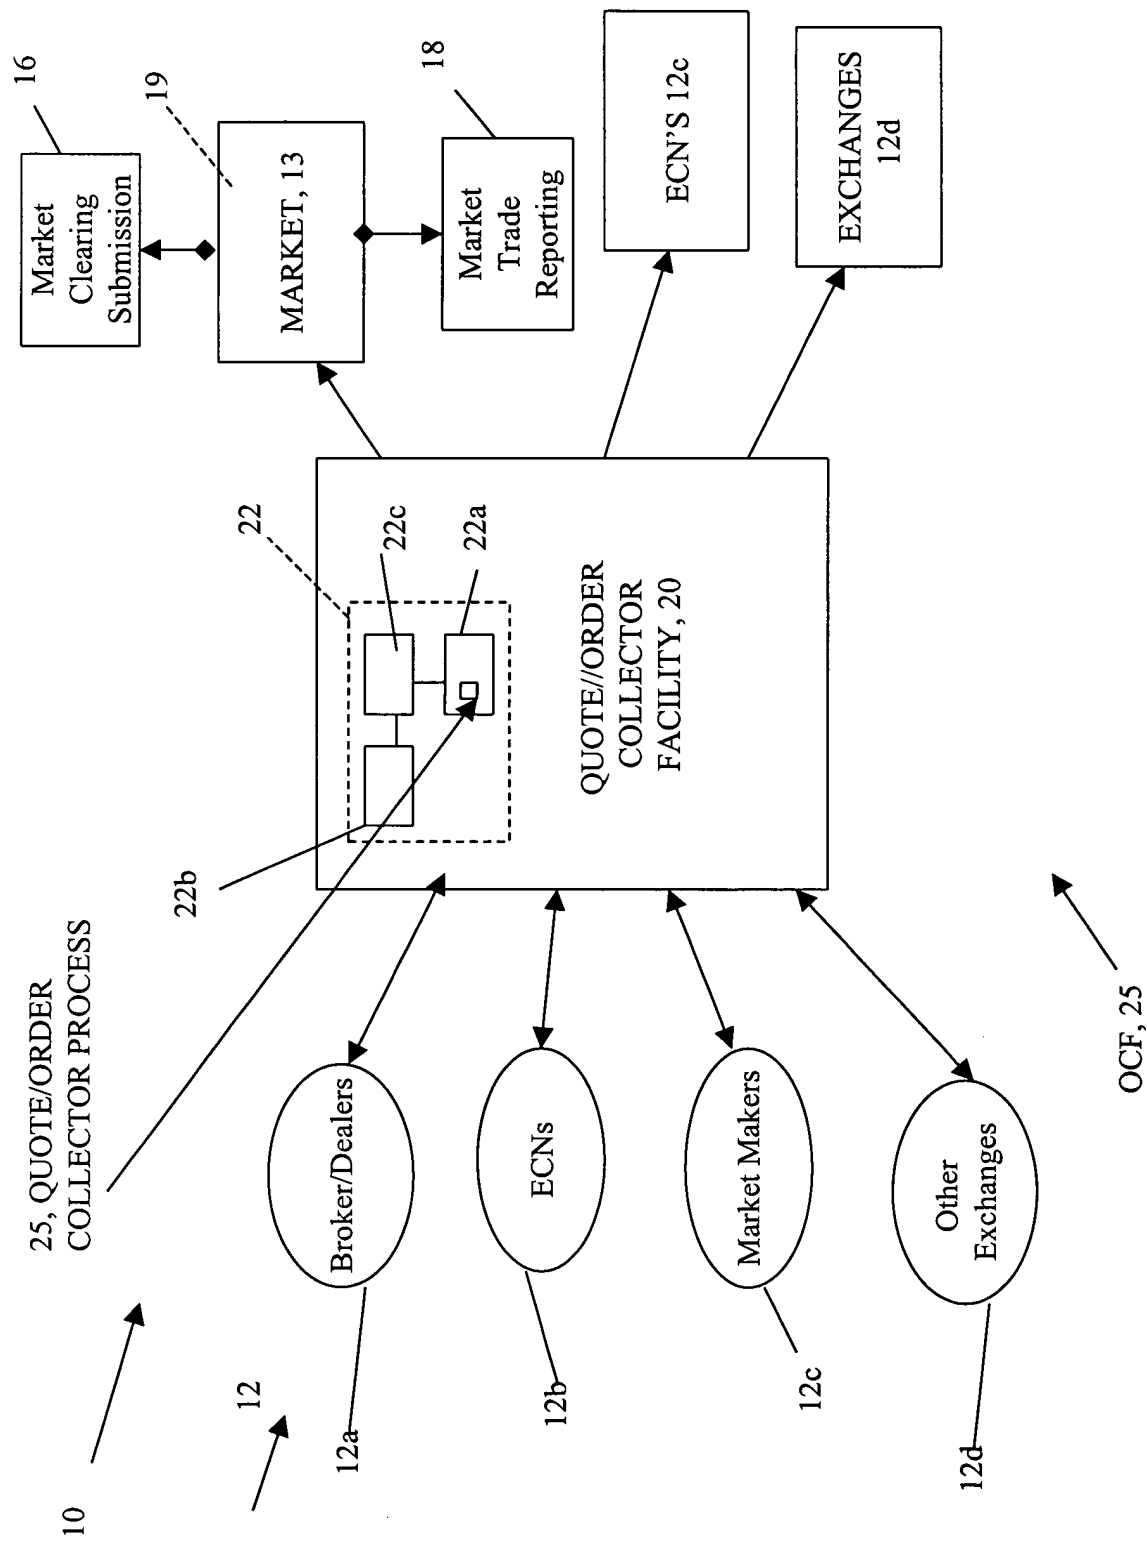 10
25, QUOTE/ORDER
COLLECTOR PROCESS
12
12a
Broker/Dealers
12b
ECNs
12c
Market Makers
12d
Other
Exchanges
22b
22
22c
22a
QUOTE//ORDER
COLLECTOR
FACILITY, 20
16
Market
Clearing
Submission
19
MARKET, 13
18
Market
Trade
Reporting
ECN'S 12c
EXCHANGES
12d
OCF, 25